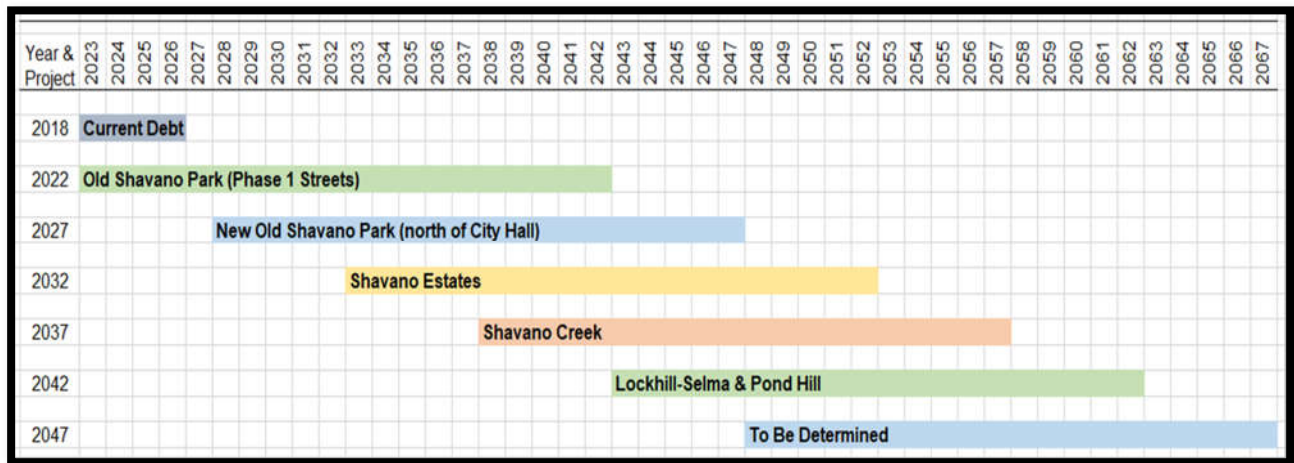 Year & Project 2023 2024 2025 2026 2027 2028 2029 2030 2031 2032 2033 2034 2035 2036 2037 2038 2039 2040 2041 2042 2043 2044 2045 2046 2047 2048 2049 2050 2051 2052 2053 2054 2055 2056 2057 2058 2059 2060 2061 2062 2063 2064 2065 2066 2067
2018 Current Debt
2022 Old Shavano Park (Phase 1 Streets)
2027 New Old Shavano Park (north of City Hall)
2032 Shavano Estates
2037 Shavano Creek
2042 Lockhill-Selma & Pond Hill
2047 To Be Determined